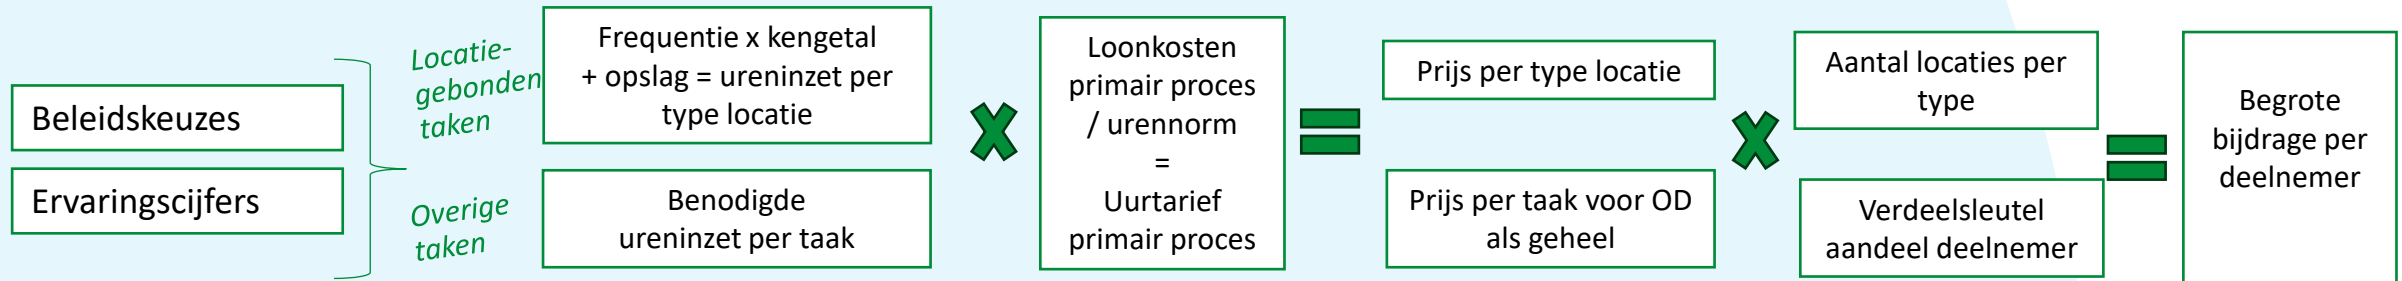 Beleidskeuzes
Ervaringscijfers
Locatie-
gebonden
taken
Overige
taken
Frequentie x kengetal
+ opslag = ureninzet per
type locatie
Benodigde
ureninzet per taak
Loonkosten
primair proces
/ urennorm
=
Uurtarief
primair proces
Prijs per type locatie
Prijs per taak voor OD
als geheel
Aantal locaties per
type
Verdeelsleutel
aandeel deelnemer
Begrote
bijdrage per
deelnemer